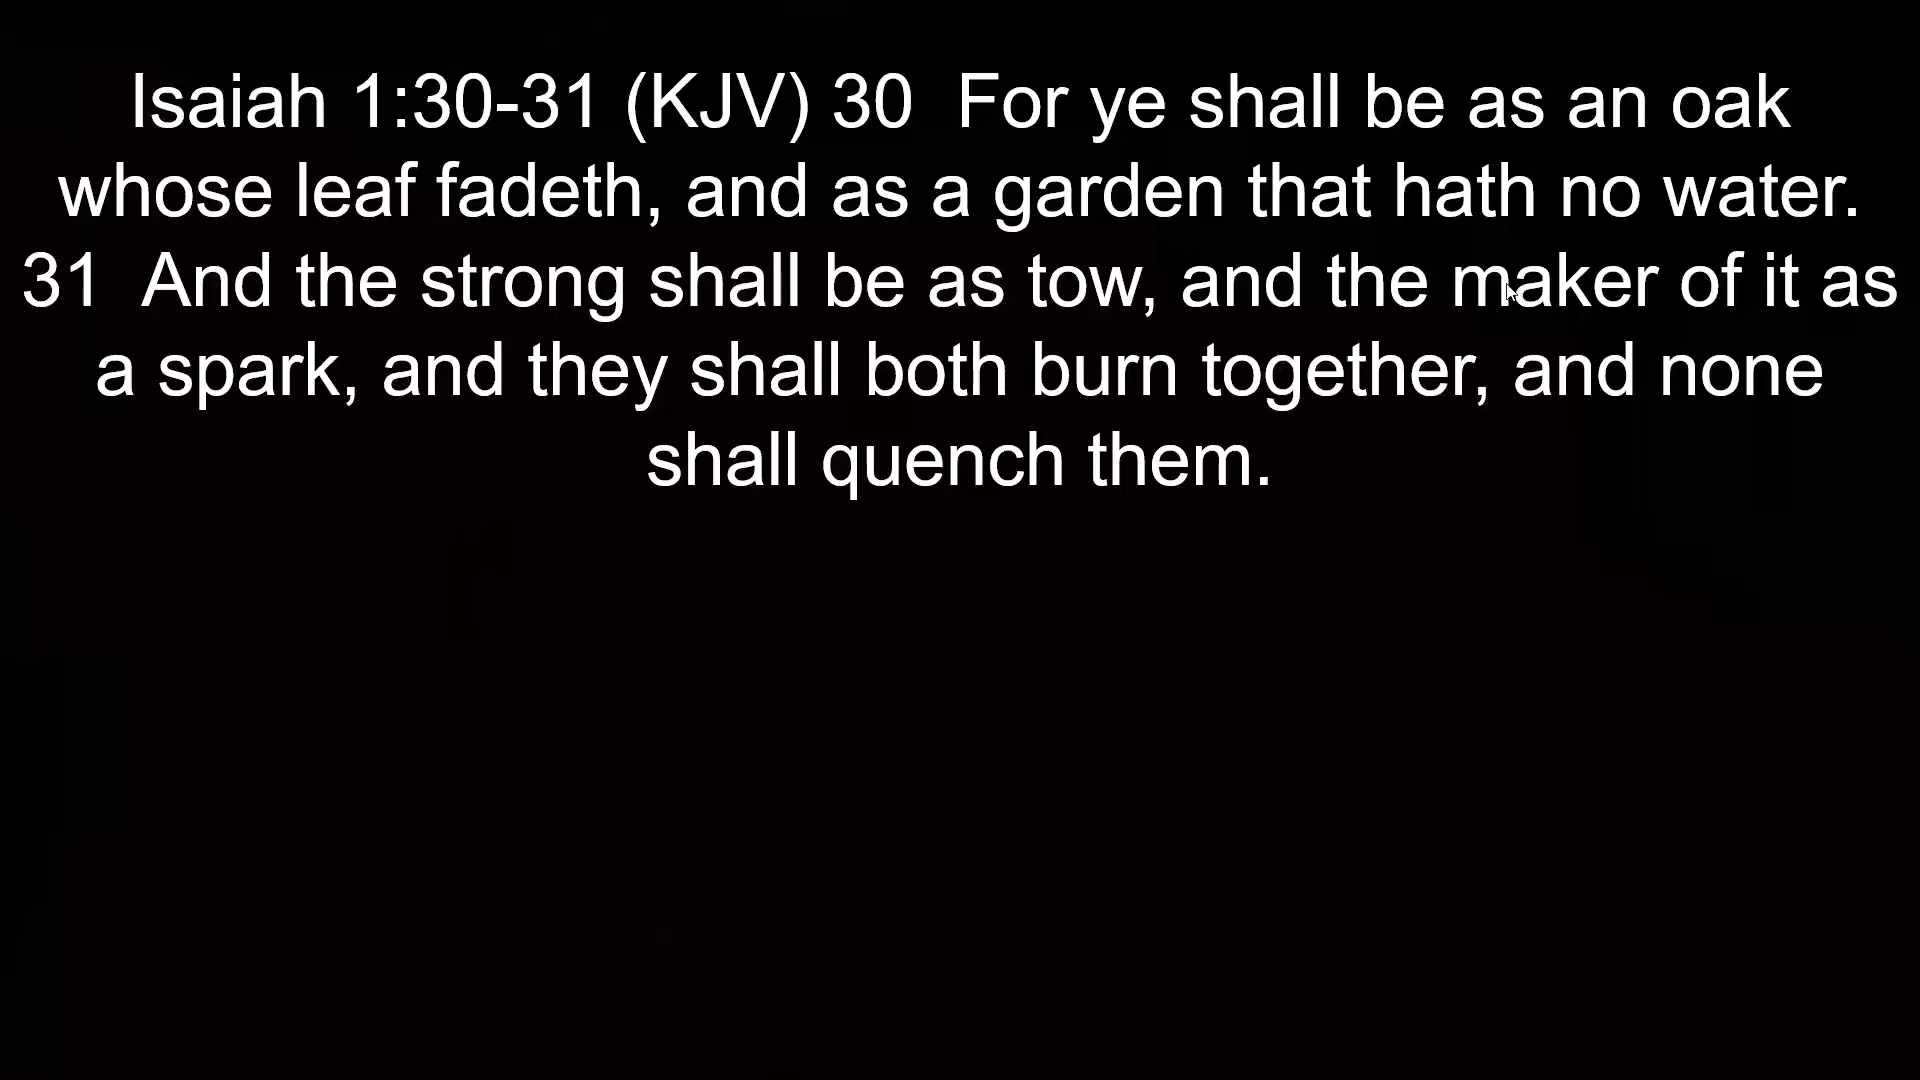 Isaiah 1:30-31 (KJV) 30  For ye shall be as an oak
whose leaf fadeth, and as a garden that hath no water.
31  And the strong shall be as tow, and the maker of it as
a spark, and they shall both burn together, and none
shall quench them.